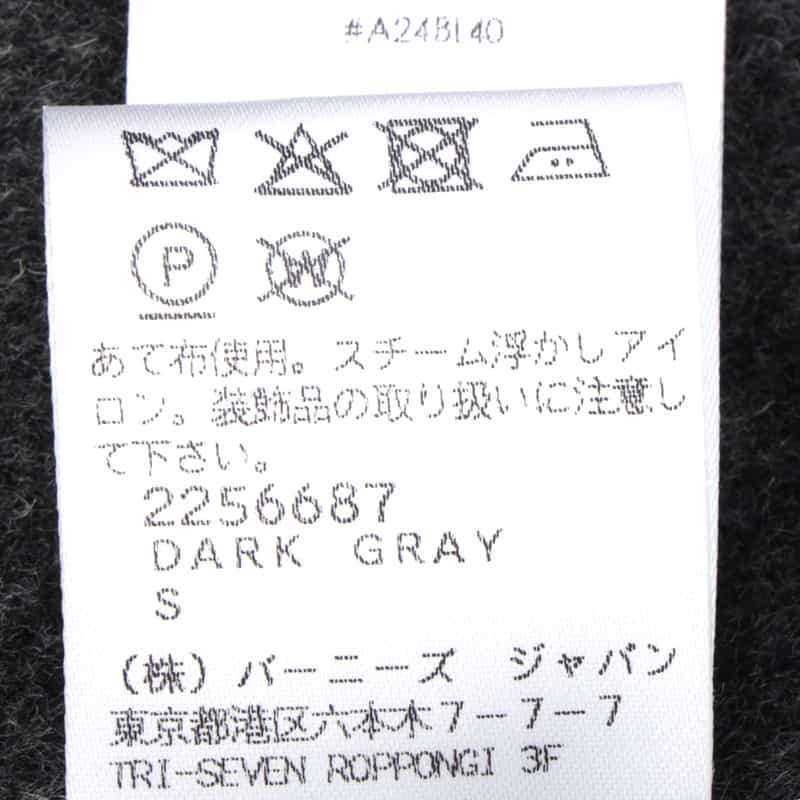 #A24BL40
P W
あて布使用。スチーム浮かしアイ
ロン。装飾品の取り扱いに注意し
て下さい。
2256687
DARK GRAY
S
(株) バーニーズ ジャパン
東京都港区六本木7-7-7
TRI-SEVEN ROPPONGI 3F